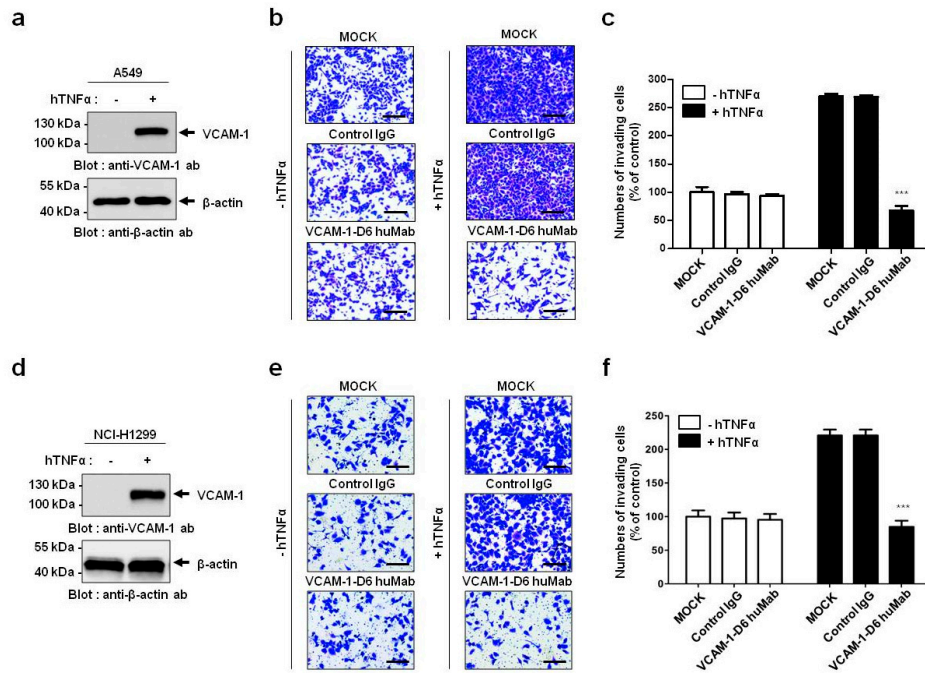 a
A549
hTNFα : - +
130 kDa
100 kDa
VCAM-1
Blot : anti-VCAM-1 ab
55 kDa
40 kDa
β-actin
Blot : anti-β-actin ab
b
- hTNFα
MOCK
Control IgG
VCAM-1-D6 huMab
+ hTNFα
MOCK
Control IgG
VCAM-1-D6 huMab
c
Numbers of invading cells
(% of control)
300
250
200
150
100
50
0
- hTNFα
+ hTNFα
***
MOCK
Control IgG
VCAM-1-D6 huMab
MOCK
Control IgG
VCAM-1-D6 huMab
d
NCI-H1299
hTNFα : - +
130 kDa
100 kDa
VCAM-1
Blot : anti-VCAM-1 ab
55 kDa
40 kDa
β-actin
Blot : anti-β-actin ab
e
- hTNFα
MOCK
Control IgG
VCAM-1-D6 huMab
+ hTNFα
MOCK
Control IgG
VCAM-1-D6 huMab
f
Numbers of invading cells
(% of control)
250
200
150
100
50
0
- hTNFα
+ hTNFα
***
MOCK
Control IgG
VCAM-1-D6 huMab
MOCK
Control IgG
VCAM-1-D6 huMab